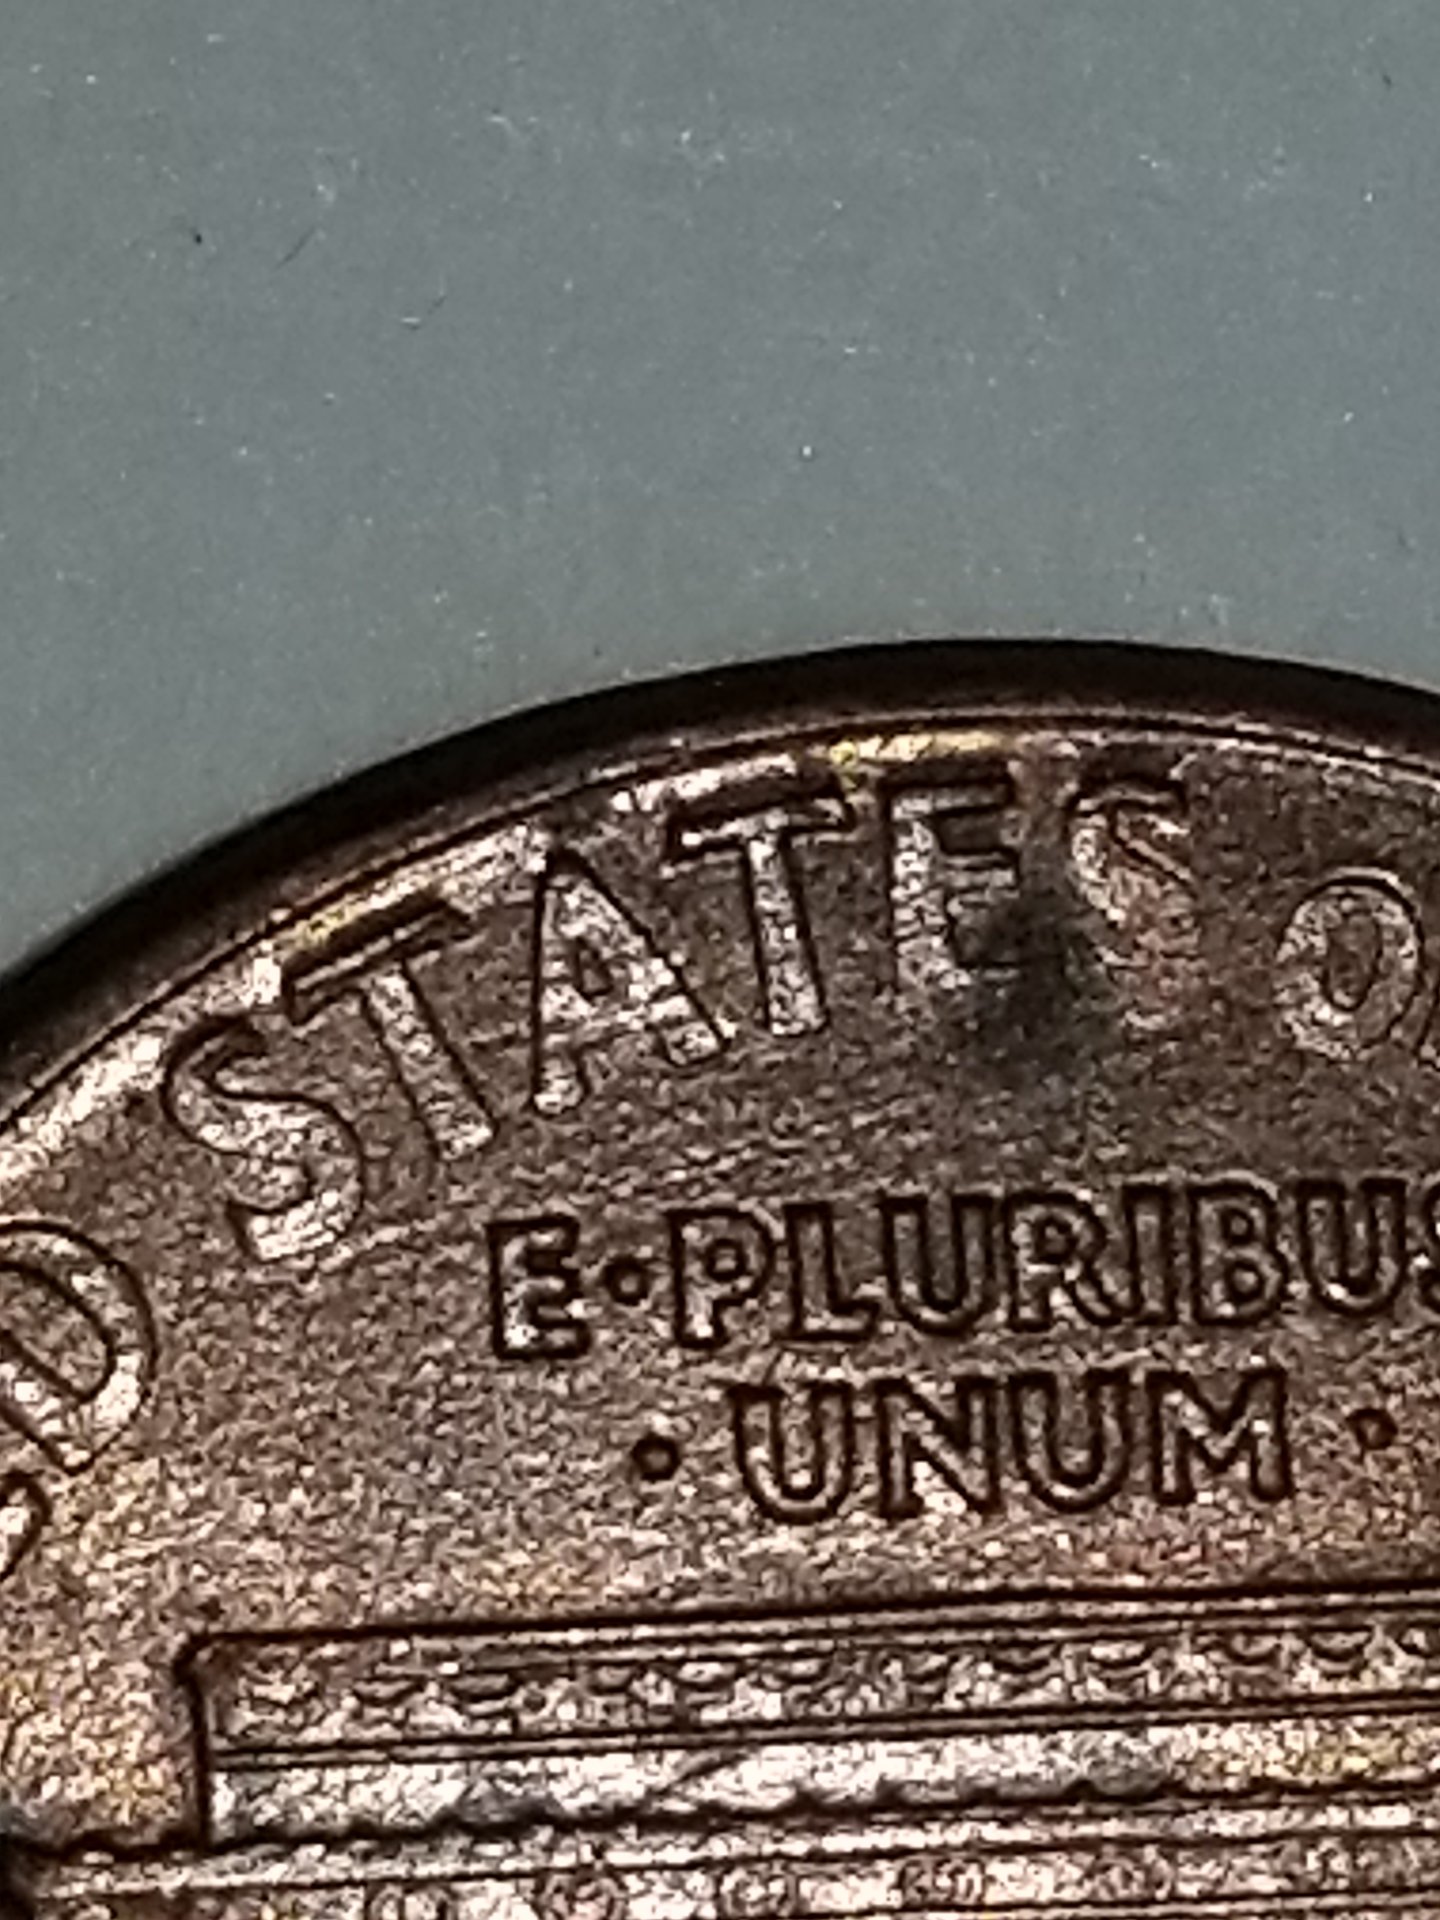 D STATES O
E·PLURIBUS
·UNUM·